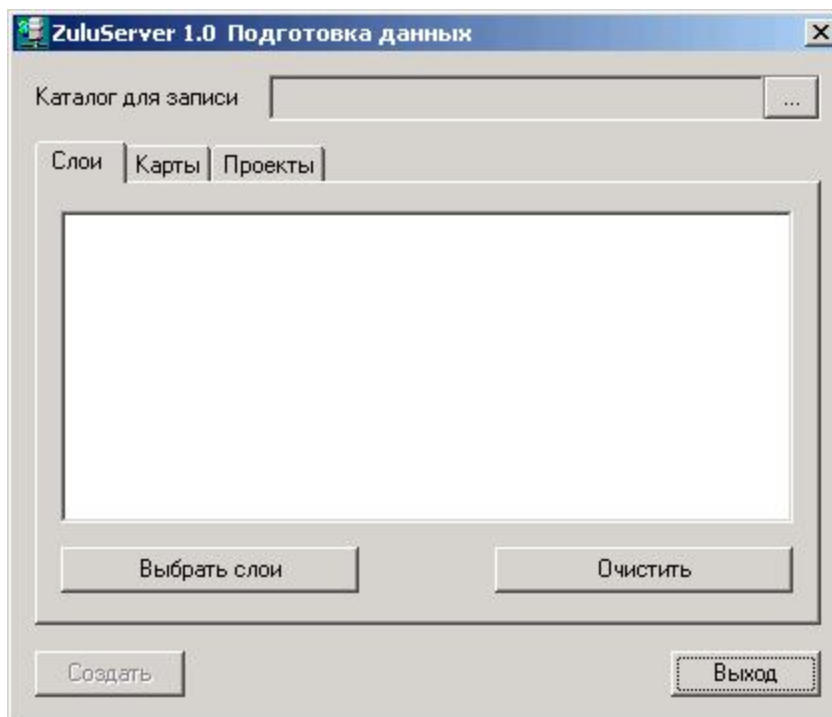 ZuluServer 1.0 Подготовка данных
Каталог для записи ...
Слои Карты Проекты
Выбрать слои Очистить
Создать Выход